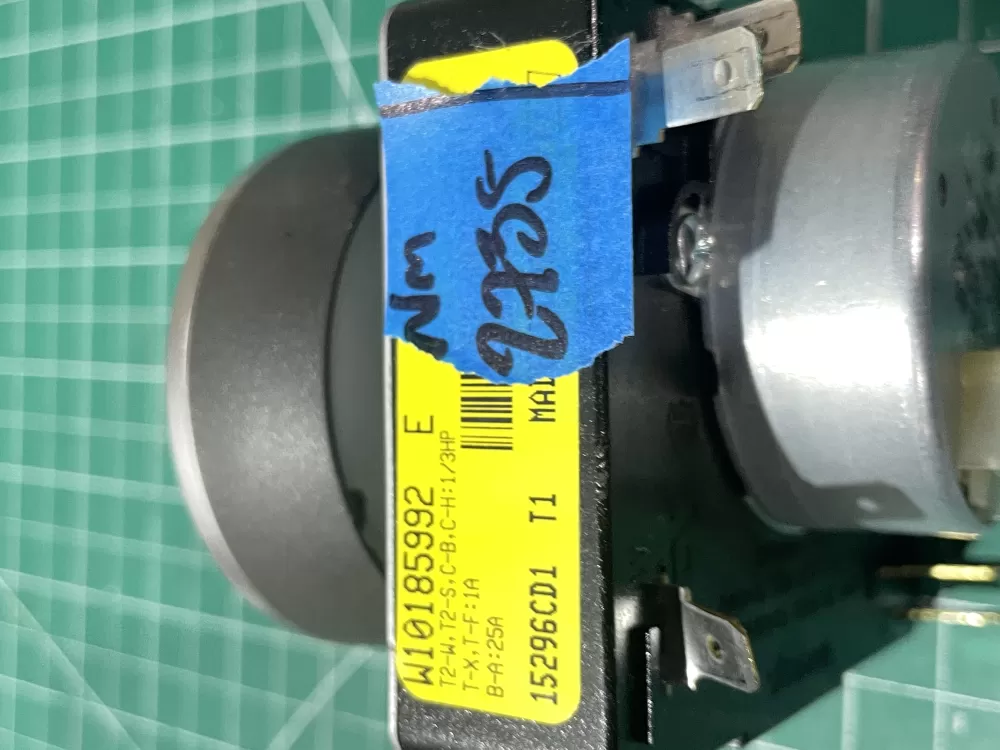 Nm
2735
W10185992 E
T2-W,T2-S,C-B,C-H:1/3HP
T-X,T-F:1A
B-A:25A
15296CD1 T1